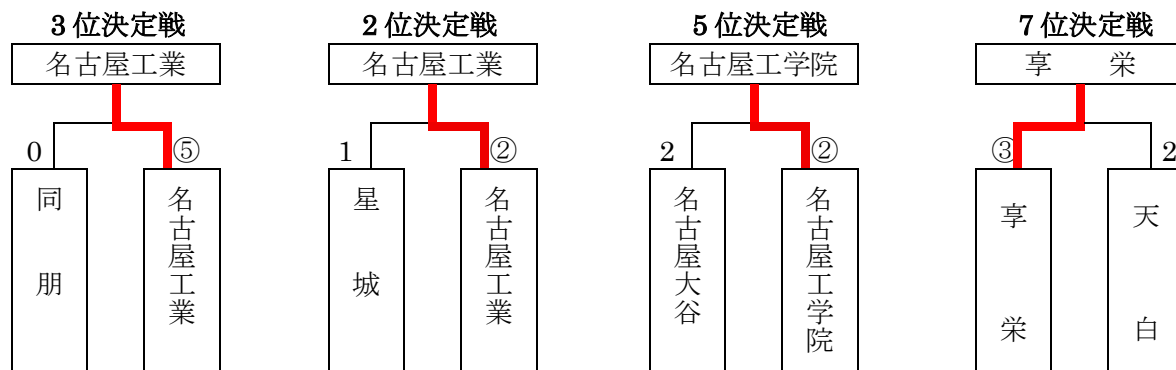 3位決定戦
名古屋工業
0 ⑤
同朋
名古屋工業
2位決定戦
名古屋工業
1 ②
星城
名古屋工業
5位決定戦
名古屋工学院
2 ②
名古屋大谷
名古屋工学院
7位決定戦
享栄
③ 2
享栄
天白